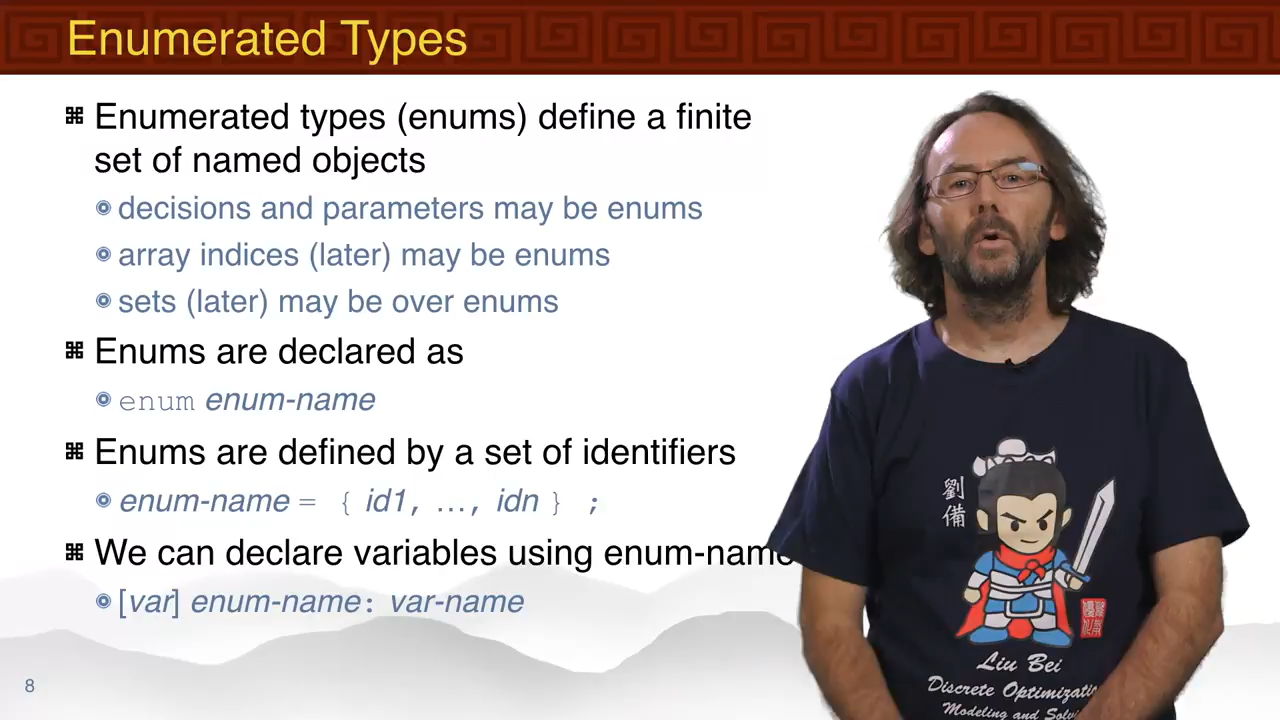 Enumerated Types
Enumerated types (enums) define a finite
set of named objects
decisions and parameters may be enums
array indices (later) may be enums
sets (later) may be over enums
Enums are declared as
enum enum-name
Enums are defined by a set of identifiers
enum-name = { id1, ..., idn } ;
We can declare variables using enum-name
[var] enum-name: var-name
8
劉備
Liu Bei
Discrete Optimizatio
Modeling and Solvi